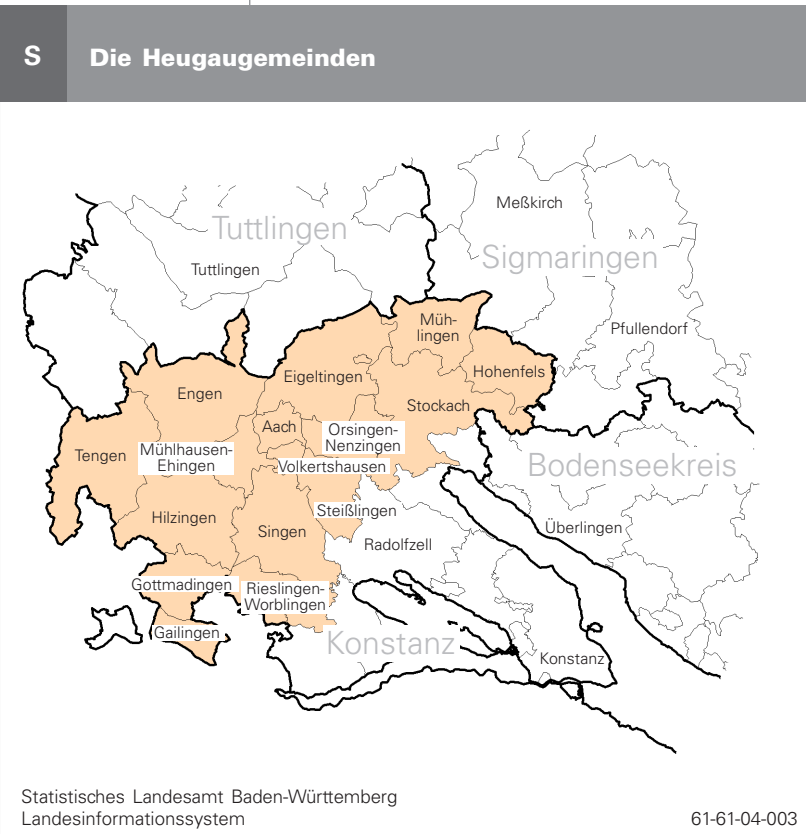 S
Die Heugaugemeinden
Meßkirch
Tuttlingen
Sigmaringen
Tuttlingen
Müh-
lingen
Pfullendorf
Hohenfels
Eigeltingen
Engen
Stockach
Aach
Orsingen-
Nenzingen
Tengen
Mühlhausen-
Ehingen
Volkertshausen
Bodenseekreis
Steißlingen
Hilzingen
Singen
Überlingen
Radolfzell
Gottmadingen
Rieslingen-
Worblingen
Gailingen
Konstanz
Konstanz
Statistisches Landesamt Baden-Württemberg
Landesinformationssystem
61-61-04-003